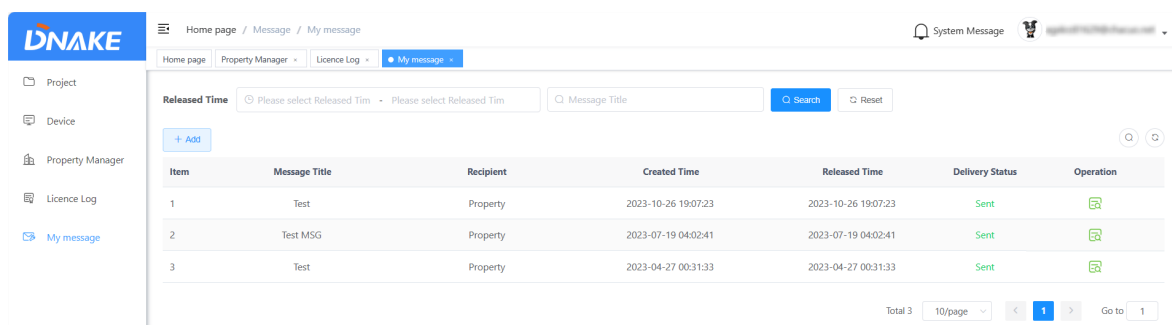 DNAKE
Home page / Message / My message
System Message
Home page Property Manager × Licence Log × My message ×
Project
Device
Property Manager
Licence Log
My message
Released Time Please select Released Tim - Please select Released Tim Message Title Search Reset
+ Add
Item Message Title Recipient Created Time Released Time Delivery Status Operation
1 Test Property 2023-10-26 19:07:23 2023-10-26 19:07:23 Sent
2 Test MSG Property 2023-07-19 04:02:41 2023-07-19 04:02:41 Sent
3 Test Property 2023-04-27 00:31:33 2023-04-27 00:31:33 Sent
Total 3 10/page < 1 > Go to 1